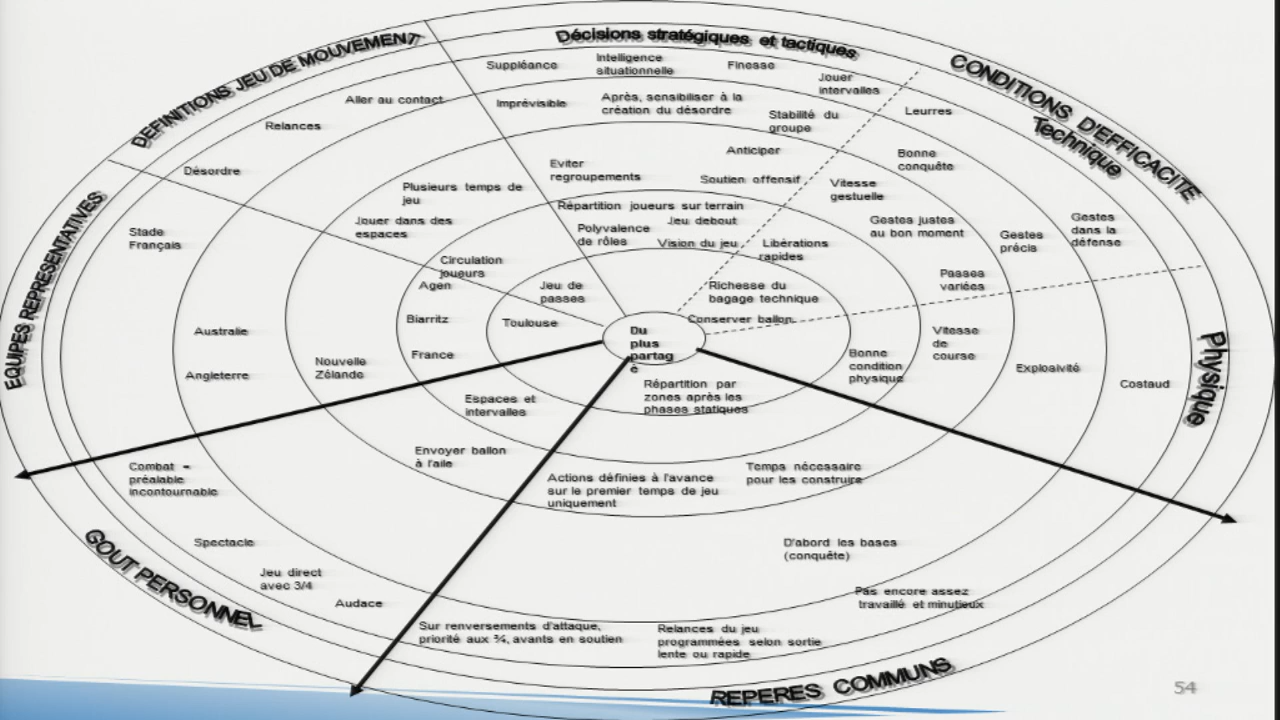 DEFINITIONS JEU DE MOUVEMENT
Décisions stratégiques et tactiques
CONDITIONS D'EFFICACITE
Technique
Physique
EQUIPES REPRESENTATIVES
GOUT PERSONNEL
REPERES COMMUNS
Suppléance
Intelligence
situationnelle
Finesse
Jouer
intervalles
Imprévisible
Après, sensibiliser à la
création du désordre
Stabilité du
groupe
Anticiper
Eviter
regroupements
Soutien offensif
Répartition joueurs sur terrain
Jeu debout
Polyvalence
de rôles
Vision du jeu
Leurres
Bonne
conquête
Vitesse
gestuelle
Gestes justes
au bon moment
Gestes
précis
Gestes
dans la
défense
Libérations
rapides
Passes
variées
Richesse du
bagage technique
Conserver ballon
Vitesse
de
course
Bonne
condition
physique
Explosivité
Costaud
Aller au contact
Relances
Désordre
Plusieurs temps de
jeu
Jouer dans des
espaces
Circulation
joueurs
Jeu de
passes
Stade
Français
Agen
Biarritz
Toulouse
Australie
France
Nouvelle
Zélande
Angleterre
Du
plus
partag
é
Répartition par
zones après les
phases statiques
Espaces et
intervalles
Envoyer ballon
à l'aile
Combat =
préalable
incontournable
Spectacle
Jeu direct
avec 3/4
Audace
Actions définies à l'avance
sur le premier temps de jeu
uniquement
Temps nécessaire
pour les construire
D'abord les bases
(conquête)
Pas encore assez
travaillé et minutieux
Sur renversements d'attaque,
priorité aux ¾, avants en soutien
Relances du jeu
programmées selon sortie
lente ou rapide
54